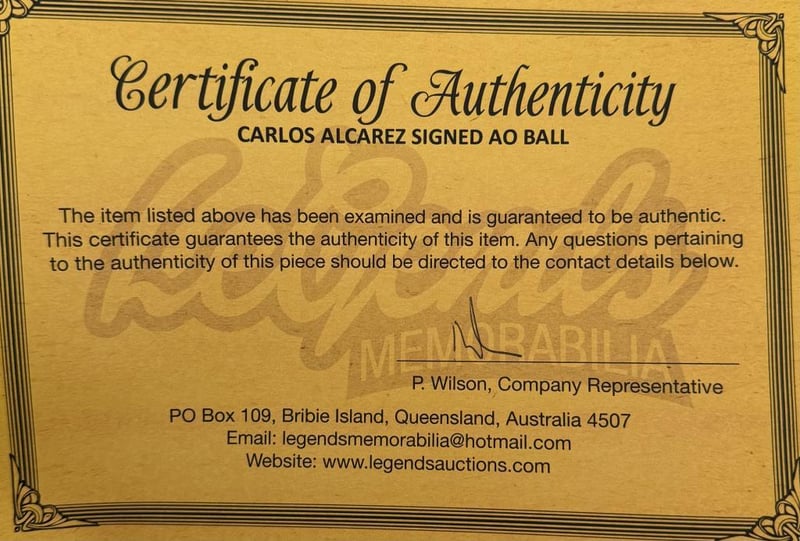 Certificate of Authenticity
CARLOS ALCAREZ SIGNED AO BALL
The item listed above has been examined and is guaranteed to be authentic.
This certificate guarantees the authenticity of this item. Any questions pertaining
to the authenticity of this piece should be directed to the contact details below.
Legends
MEMORABILIA
P. Wilson, Company Representative
PO Box 109, Bribie Island, Queensland, Australia 4507
Email: legendsmemorabilia@hotmail.com
Website: www.legendsauctions.com